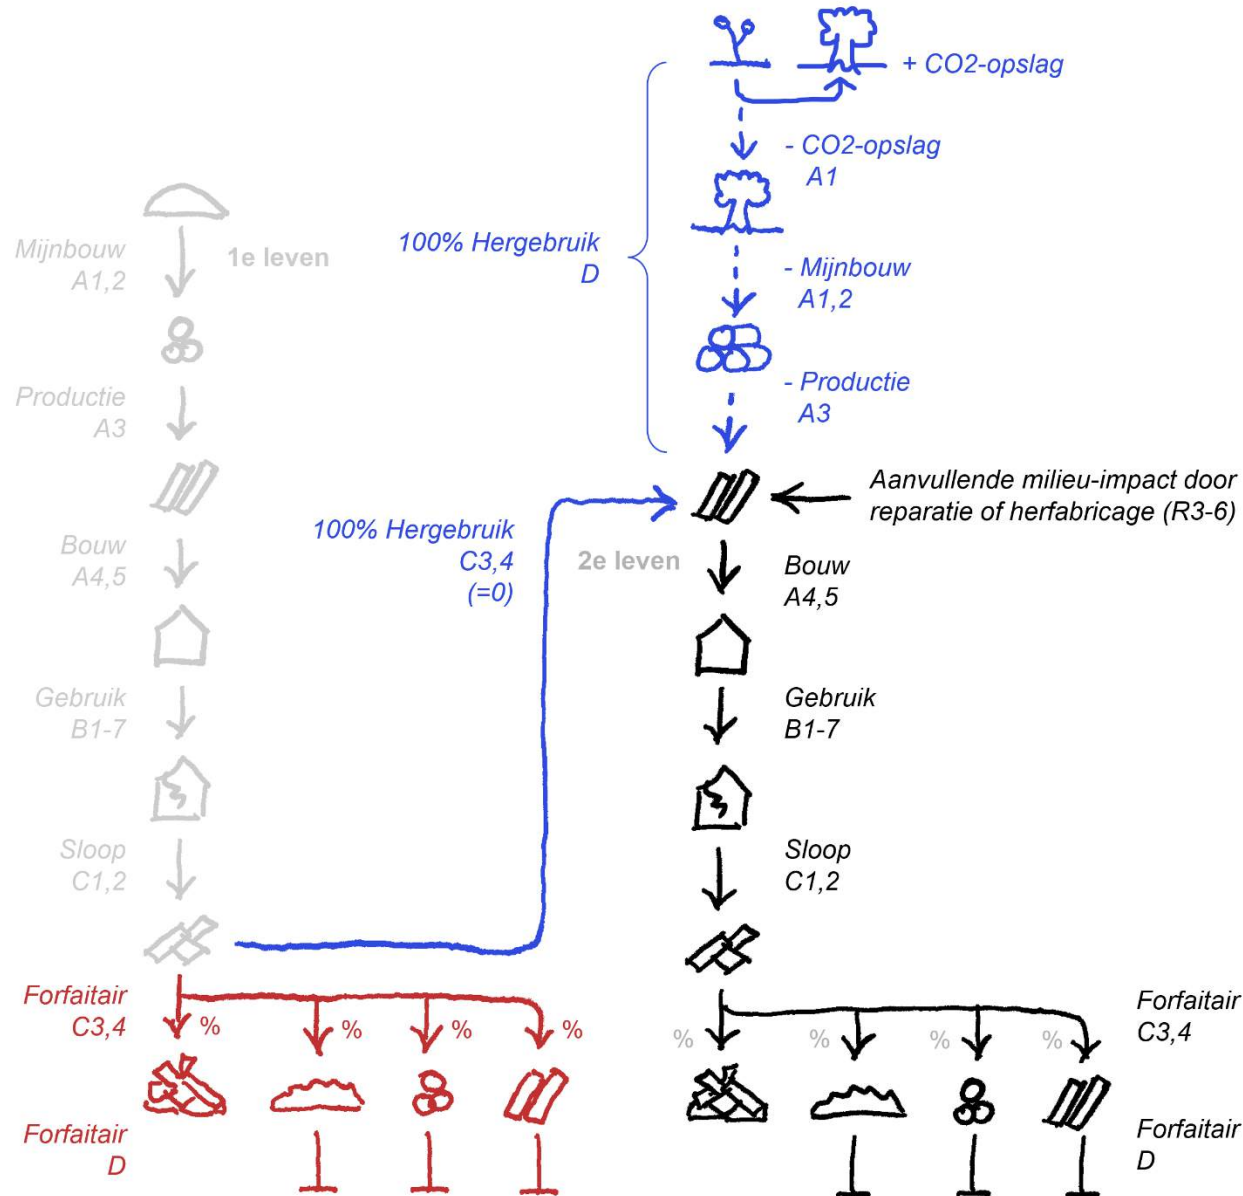 + CO2-opslag
- CO2-opslag
A1
100% Hergebruik
D
- Mijnbouw
A1,2
- Productie
A3
Mijnbouw
A1,2
1e leven
Productie
A3
Bouw
A4,5
Gebruik
B1-7
Sloop
C1,2
100% Hergebruik
C3,4
(=0)
Aanvullende milieu-impact door
reparatie of herfabricage (R3-6)
2e leven
Bouw
A4,5
Gebruik
B1-7
Sloop
C1,2
Forfaitair
C3,4
% % % %
Forfaitair
D
% % % %
Forfaitair
C3,4
Forfaitair
D